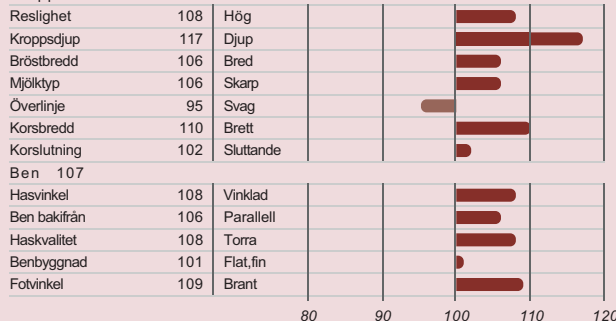 Reslighet 108 Hög
Kroppsdjup 117 Djup
Bröstbredd 106 Bred
Mjölktyp 106 Skarp
Överlinje 95 Svag
Korsbredd 110 Brett
Korslutning 102 Sluttande
Ben 107
Hasvinkel 108 Vinklad
Ben bakifrån 106 Parallell
Haskvalitet 108 Torra
Benbyggnad 101 Flat,fin
Fotvinkel 109 Brant
80 90 100 110 120